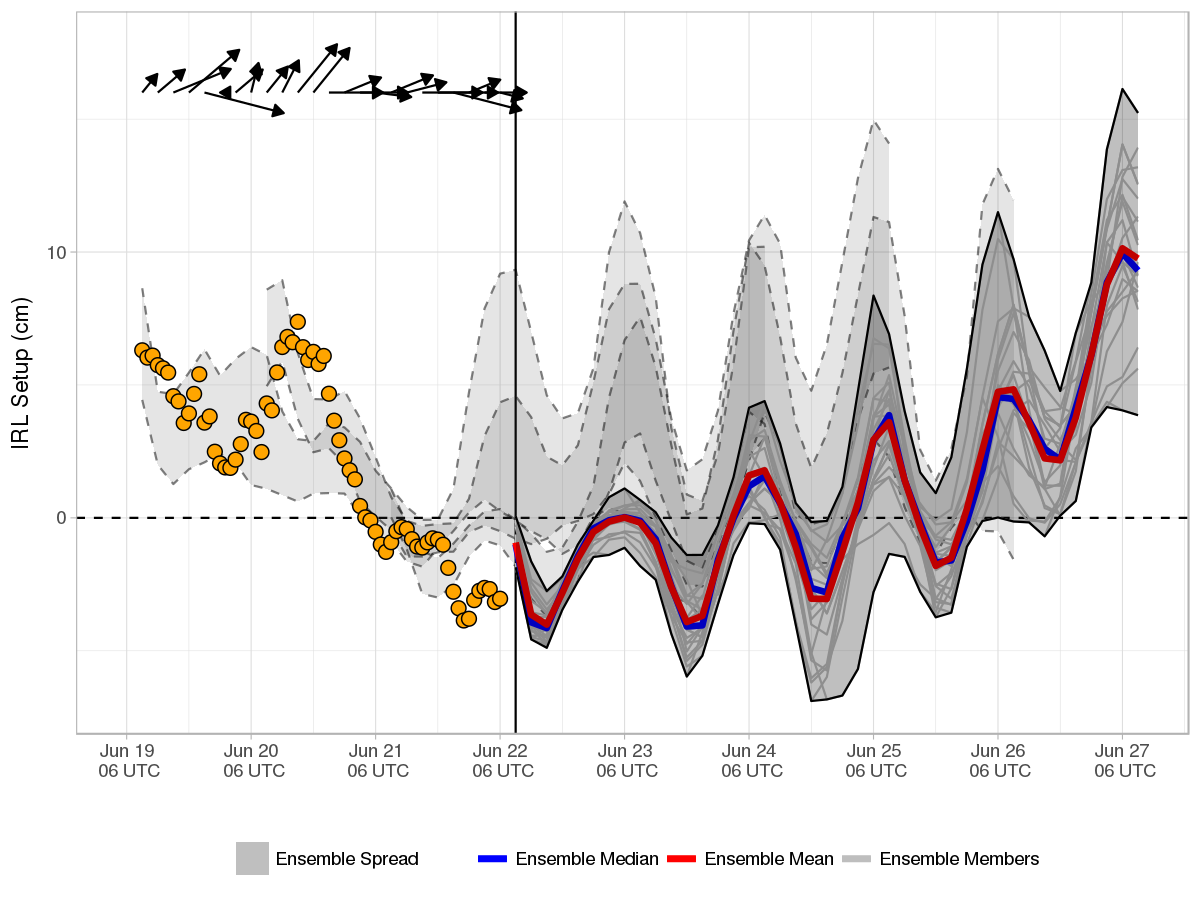 IRL Setup (cm)
10
0
Jun 19
06 UTC
Jun 20
06 UTC
Jun 21
06 UTC
Jun 22
06 UTC
Jun 23
06 UTC
Jun 24
06 UTC
Jun 25
06 UTC
Jun 26
06 UTC
Jun 27
06 UTC
Ensemble Spread
Ensemble Median
Ensemble Mean
Ensemble Members